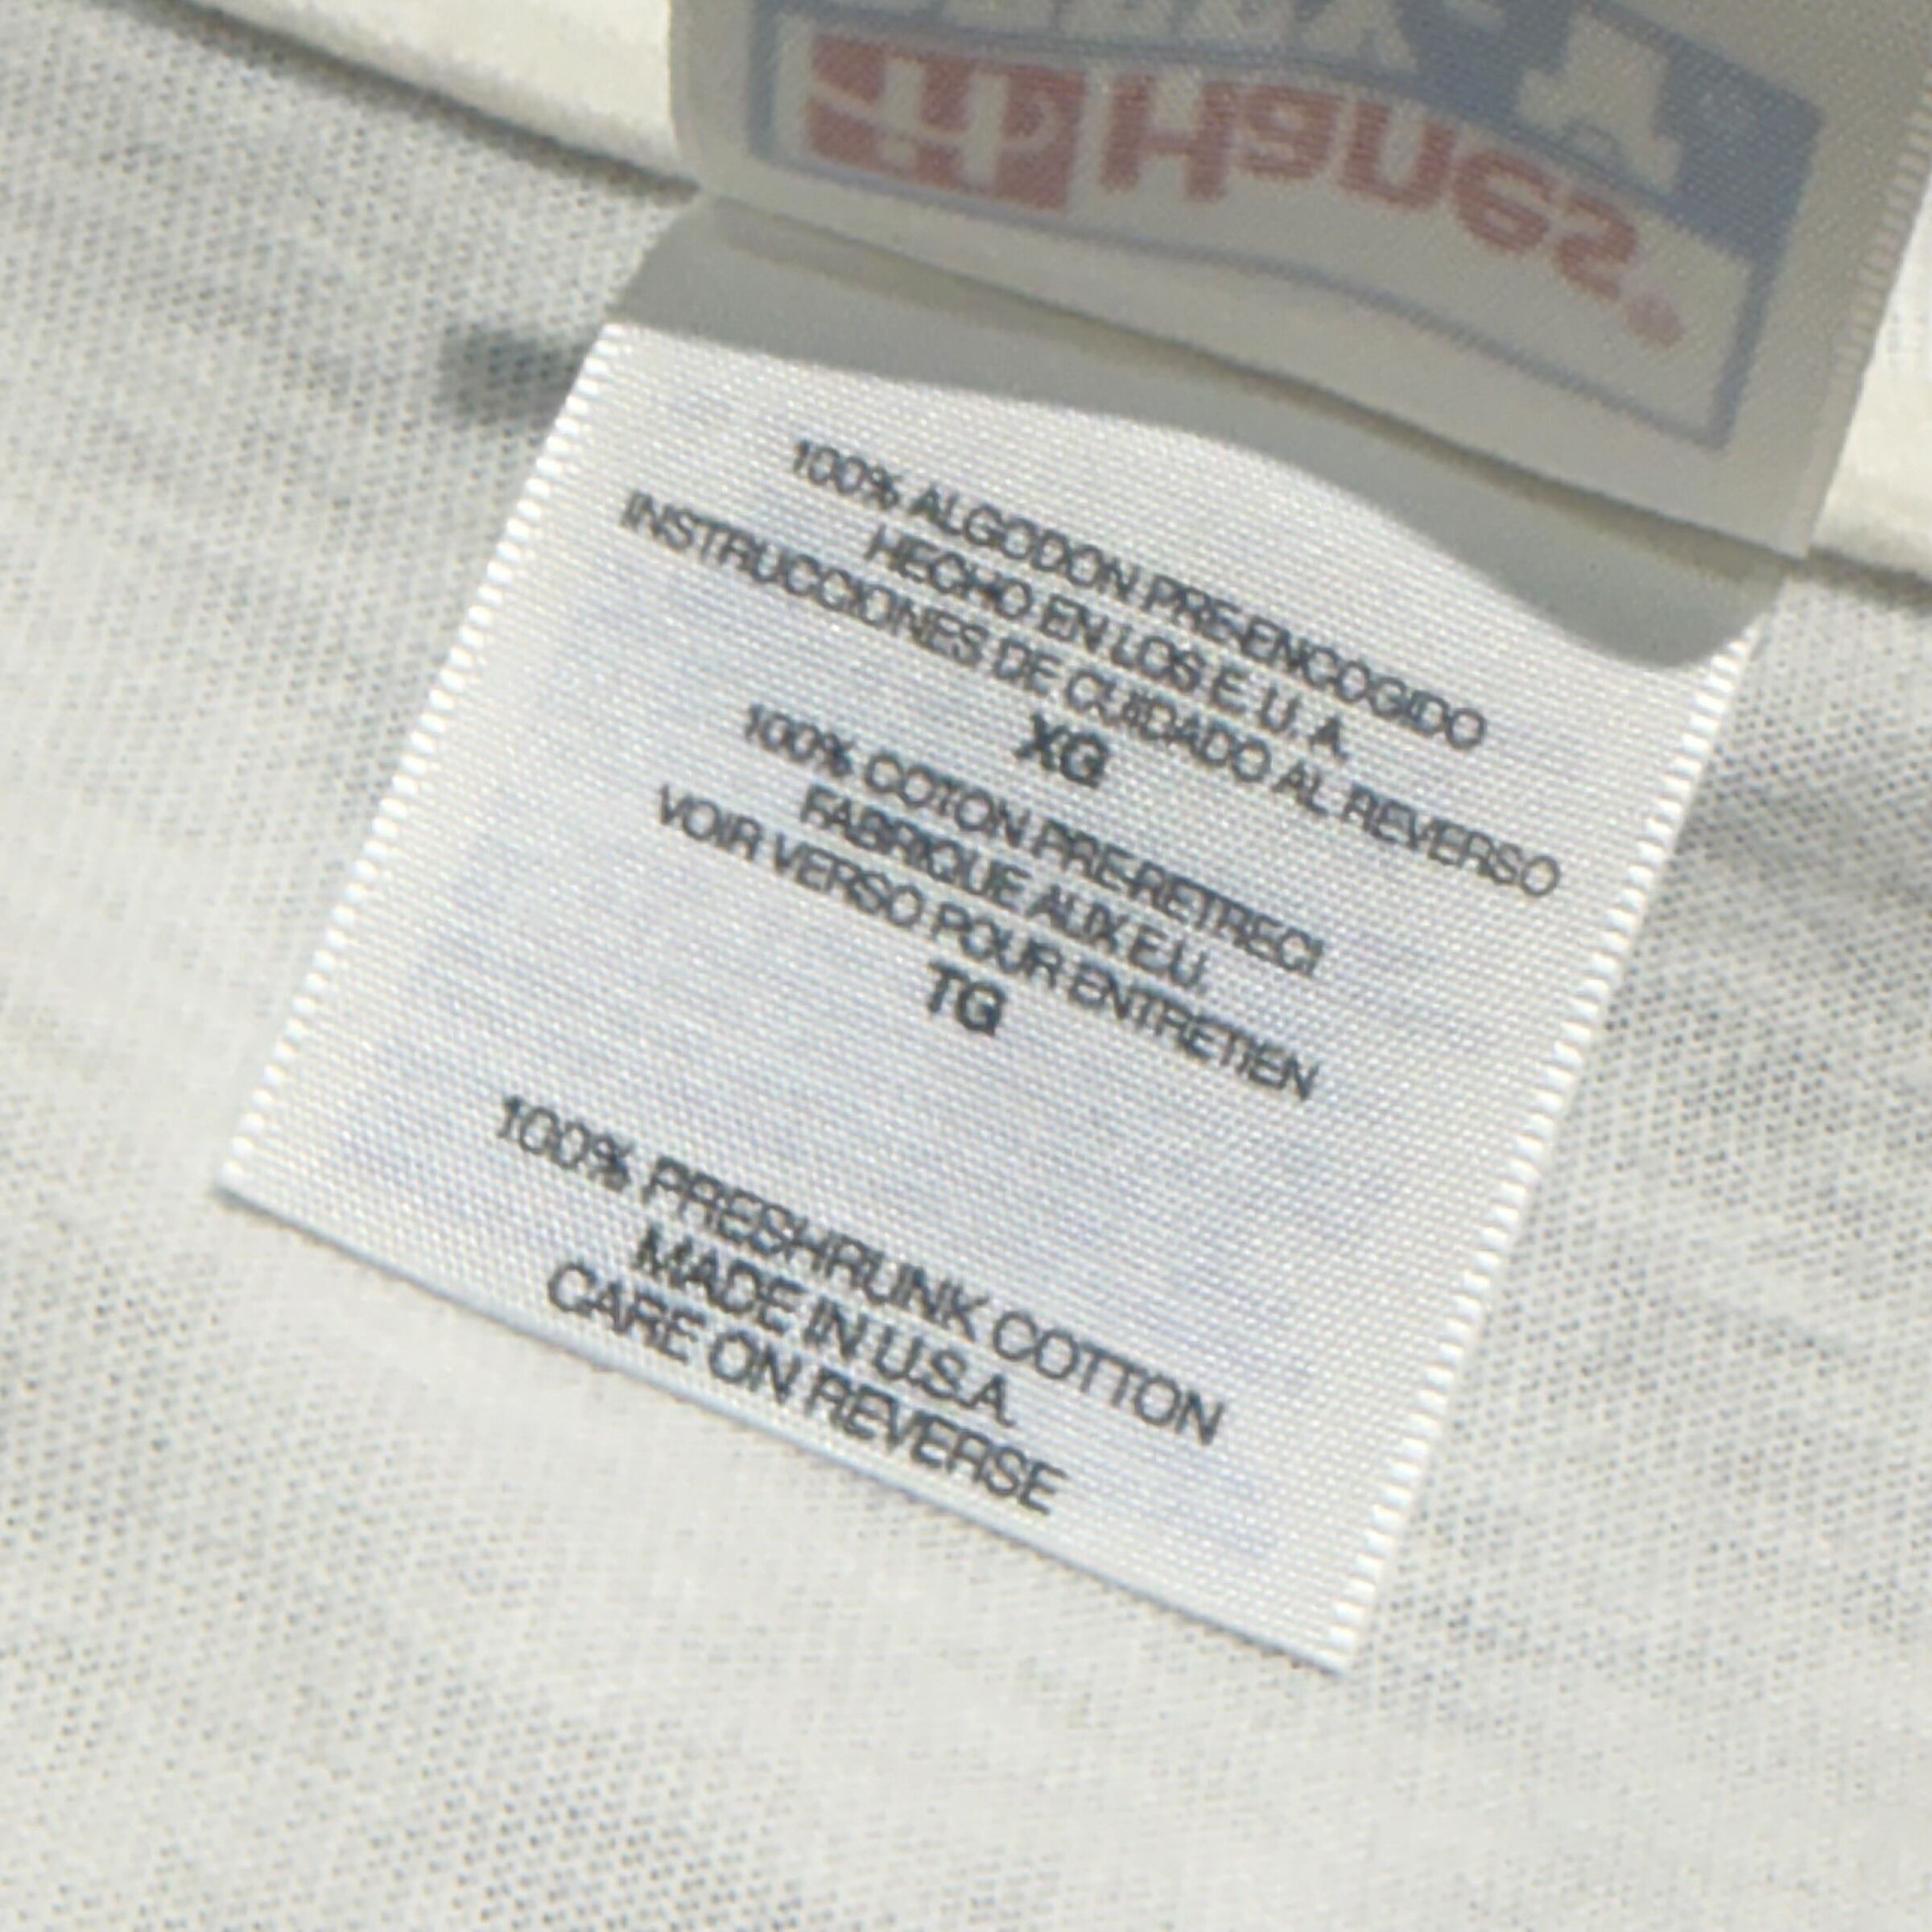 Hanes®
100% ALGODON PRE-ENCOGIDO
HECHO EN LOS E. U. A.
INSTRUCCIONES DE CUIDADO AL REVERSO
XG
100% COTON PRE-RETRECI
FABRIQUE AUX E.U.
VOIR VERSO POUR ENTRETIEN
TG
100% PRESHRUNK COTTON
MADE IN U.S.A.
CARE ON REVERSE